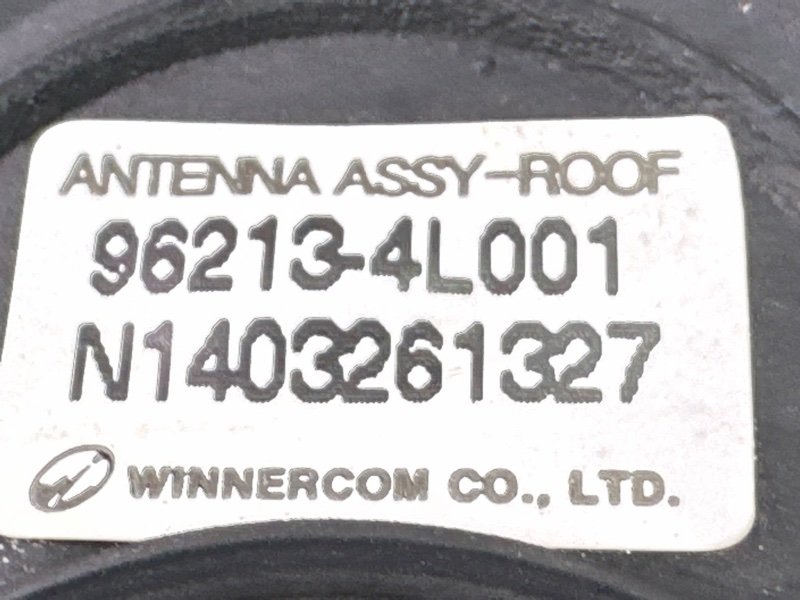 ANTENNA ASSY-ROOF
96213-4L001
N1403261327
WINNERCOM CO., LTD.